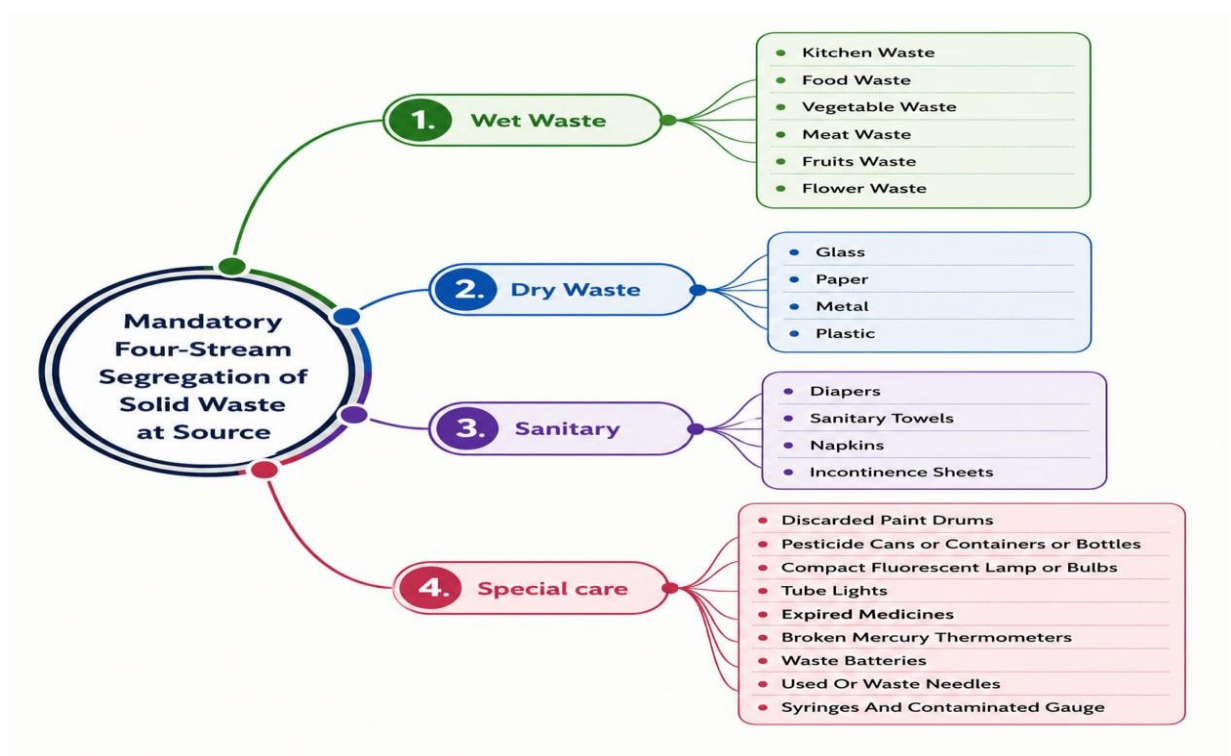 Mandatory
Four-Stream
Segregation of
Solid Waste
at Source
1. Wet Waste
Kitchen Waste
Food Waste
Vegetable Waste
Meat Waste
Fruits Waste
Flower Waste
2. Dry Waste
Glass
Paper
Metal
Plastic
3. Sanitary
Diapers
Sanitary Towels
Napkins
Incontinence Sheets
4. Special care
Discarded Paint Drums
Pesticide Cans or Containers or Bottles
Compact Fluorescent Lamp or Bulbs
Tube Lights
Expired Medicines
Broken Mercury Thermometers
Waste Batteries
Used Or Waste Needles
Syringes And Contaminated Gauge